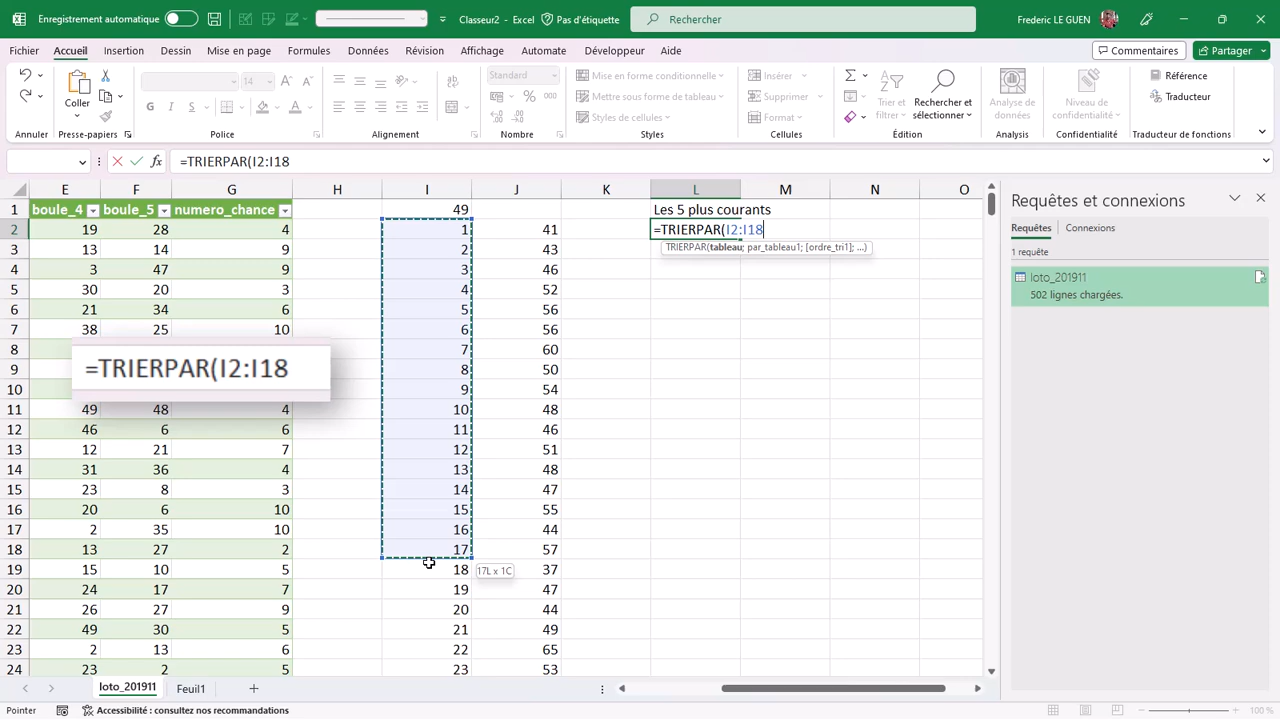 Enregistrement automatique
Classeur2 - Excel
Pas d'étiquette
Rechercher
Frederic LE GUEN
Fichier Accueil Insertion Dessin Mise en page Formules Données Révision Affichage Automate Développeur Aide
Commentaires Partager
Coller
14
G I S
Standard
Mise en forme conditionnelle
Mettre sous forme de tableau
Styles de cellules
Insérer
Supprimer
Format
Trier et filtrer
Rechercher et sélectionner
Analyse de données
Niveau de confidentialité
Référence
Traducteur
Annuler Presse-papiers Police Alignement Nombre Styles Cellules Édition Analysis Confidentialité Traducteur de fonctions
fx =TRIERPAR(I2:I18
E F G H I J K L M N O
1 boule_4 boule_5 numero_chance 49 Les 5 plus courants
2 19 28 4 1 41 =TRIERPAR(I2:I18
TRIERPAR(tableau; par_tableau1; [ordre_tri1]; ...)
3 13 14 9 2 43
4 3 47 9 3 46
5 30 20 3 4 52
6 21 34 6 5 56
7 38 25 10 6 56
8 7 60
=TRIERPAR(I2:I18
9 8 50
10 9 54
11 49 48 4 10 48
12 46 6 6 11 46
13 12 21 7 12 51
14 31 36 4 13 48
15 23 8 3 14 47
16 20 6 10 15 55
17 2 35 10 16 44
18 13 27 2 17 57
19 15 10 5 18 37
17L x 1C
20 24 17 7 19 47
21 26 27 9 20 44
22 49 30 5 21 49
23 2 13 6 22 65
24 23 2 5 23 53
Requêtes et connexions
Requêtes Connexions
1 requête
loto_201911
502 lignes chargées.
loto_201911 Feuil1
Pointer
Accessibilité : consultez nos recommandations
100 %